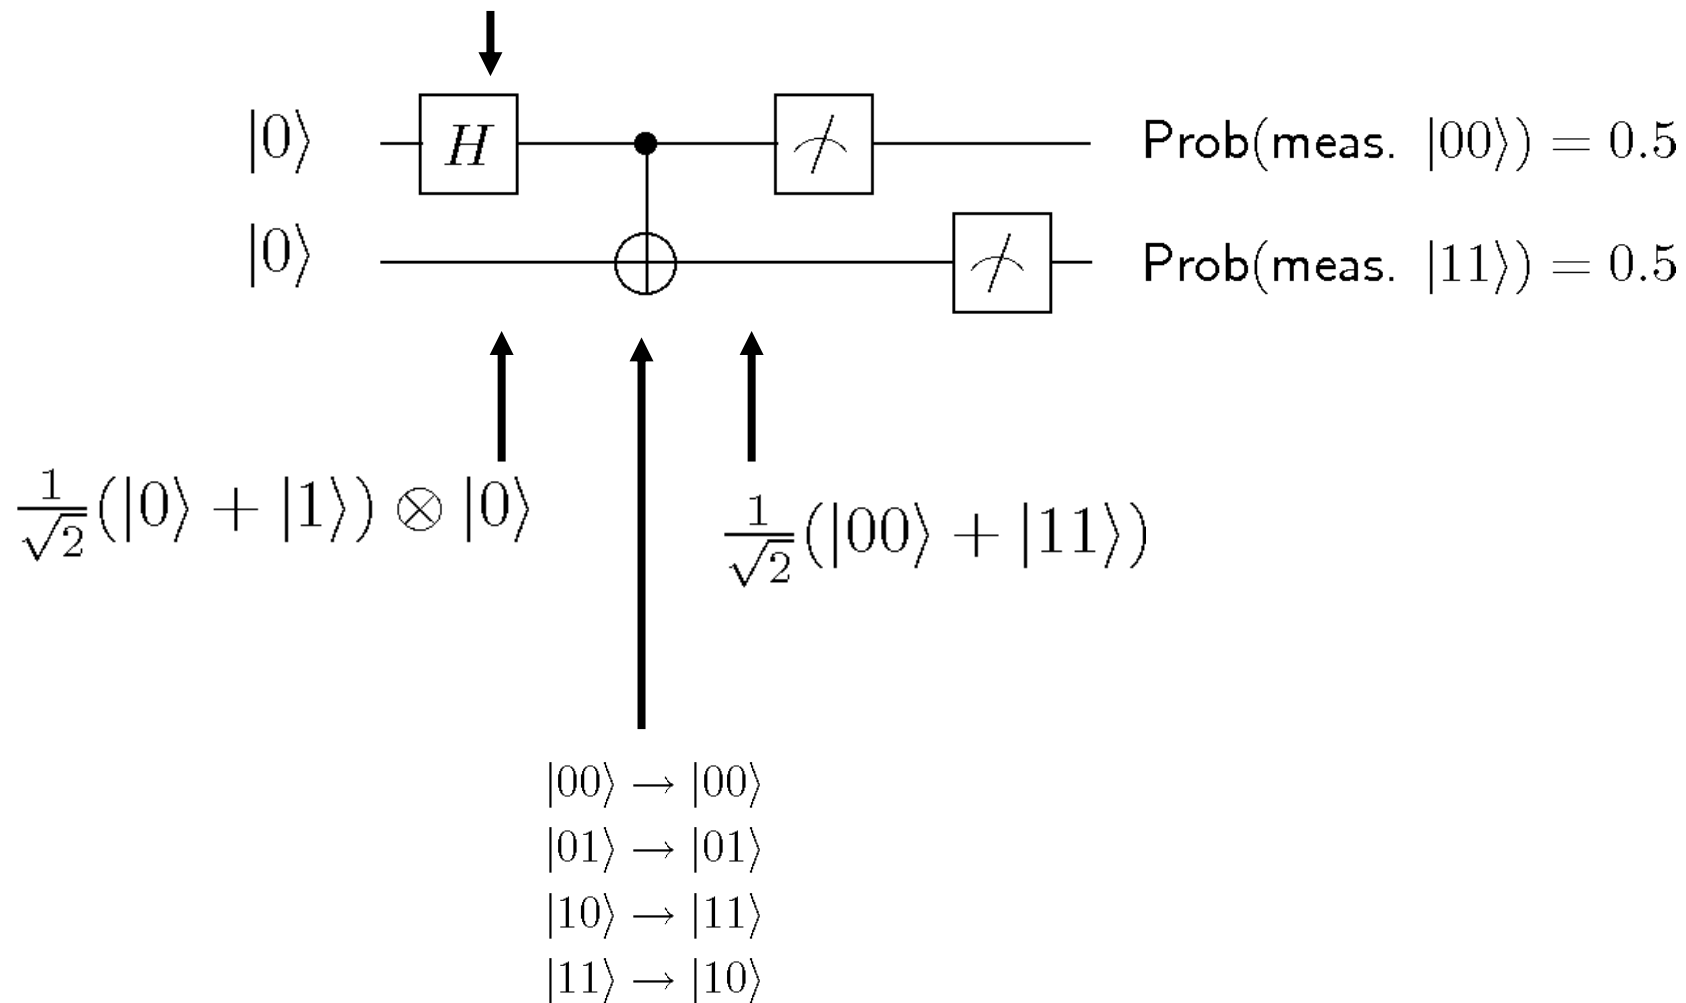 |0⟩ H Prob(meas. |00⟩) = 0.5
|0⟩ Prob(meas. |11⟩) = 0.5
1/√2(|0⟩ + |1⟩) ⊗ |0⟩
1/√2(|00⟩ + |11⟩)
|00⟩ → |00⟩
|01⟩ → |01⟩
|10⟩ → |11⟩
|11⟩ → |10⟩